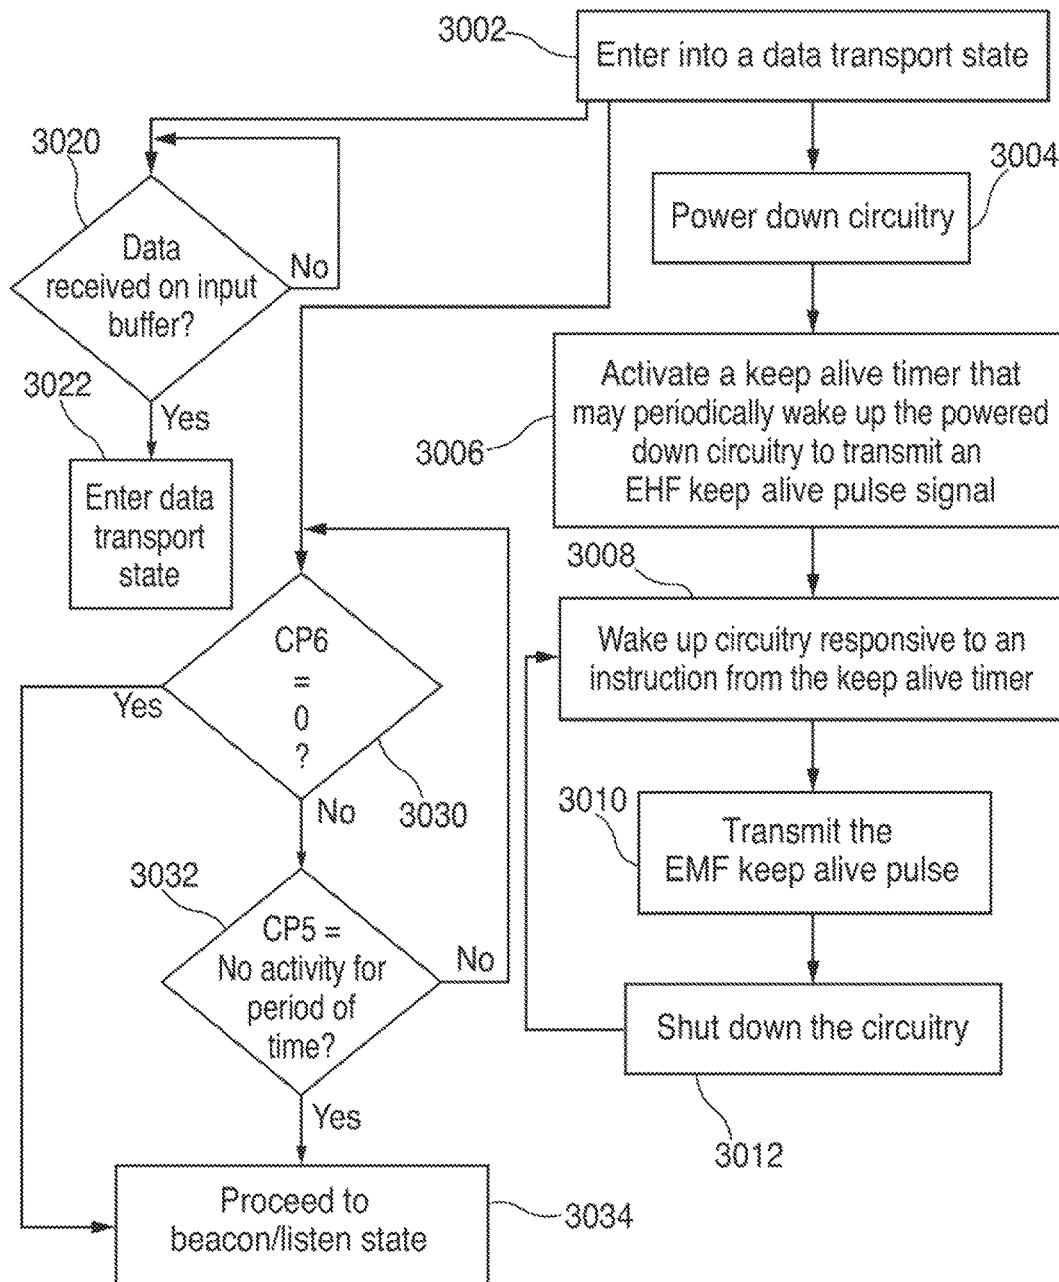 3002
Enter into a data transport state
3020
3004
Power down circuitry
Data
received on input
buffer?
No
3022
Yes
Enter data
transport
state
3006
Activate a keep alive timer that
may periodically wake up the powered
down circuitry to transmit an
EHF keep alive pulse signal
3008
Wake up circuitry responsive to an
instruction from the keep alive timer
CP6
=
0
?
Yes
No
3030
3010
Transmit the
EMF keep alive pulse
3032
CP5 =
No activity for
period of
time?
No
Yes
Shut down the circuitry
3012
Proceed to
beacon/listen state
3034